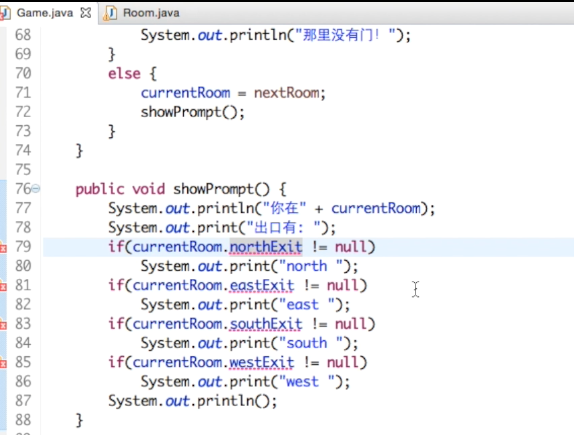 Game.java Room.java
68 System.out.println("那里没有门！");
69 }
70 else {
71 currentRoom = nextRoom;
72 showPrompt();
73 }
74 }
75
76 public void showPrompt() {
77 System.out.println("你在" + currentRoom);
78 System.out.print("出口有: ");
79 if(currentRoom.northExit != null)
80 System.out.print("north ");
81 if(currentRoom.eastExit != null)
82 System.out.print("east ");
83 if(currentRoom.southExit != null)
84 System.out.print("south ");
85 if(currentRoom.westExit != null)
86 System.out.print("west ");
87 System.out.println();
88 }